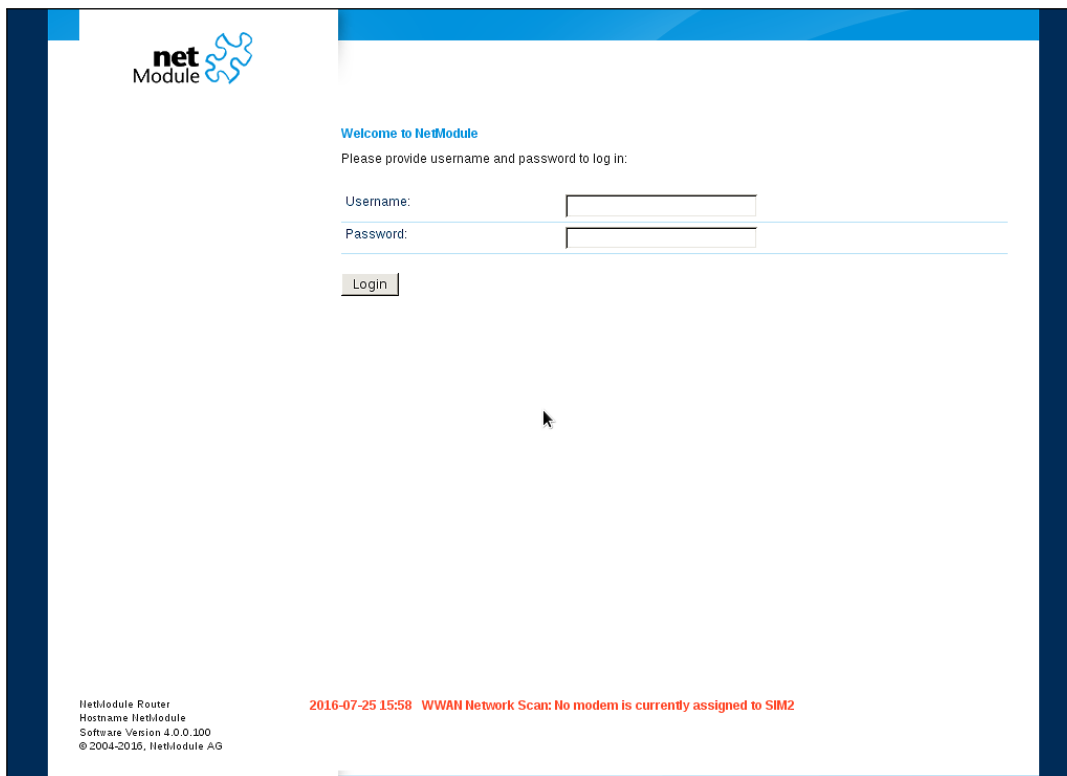 net
Module
Welcome to NetModule
Please provide username and password to log in:
Username:
Password:
Login
NetModule Router
Hostname NetModule
Software Version 4.0.0.100
© 2004-2016, NetModule AG
2016-07-25 15:58 WWAN Network Scan: No modem is currently assigned to SIM2